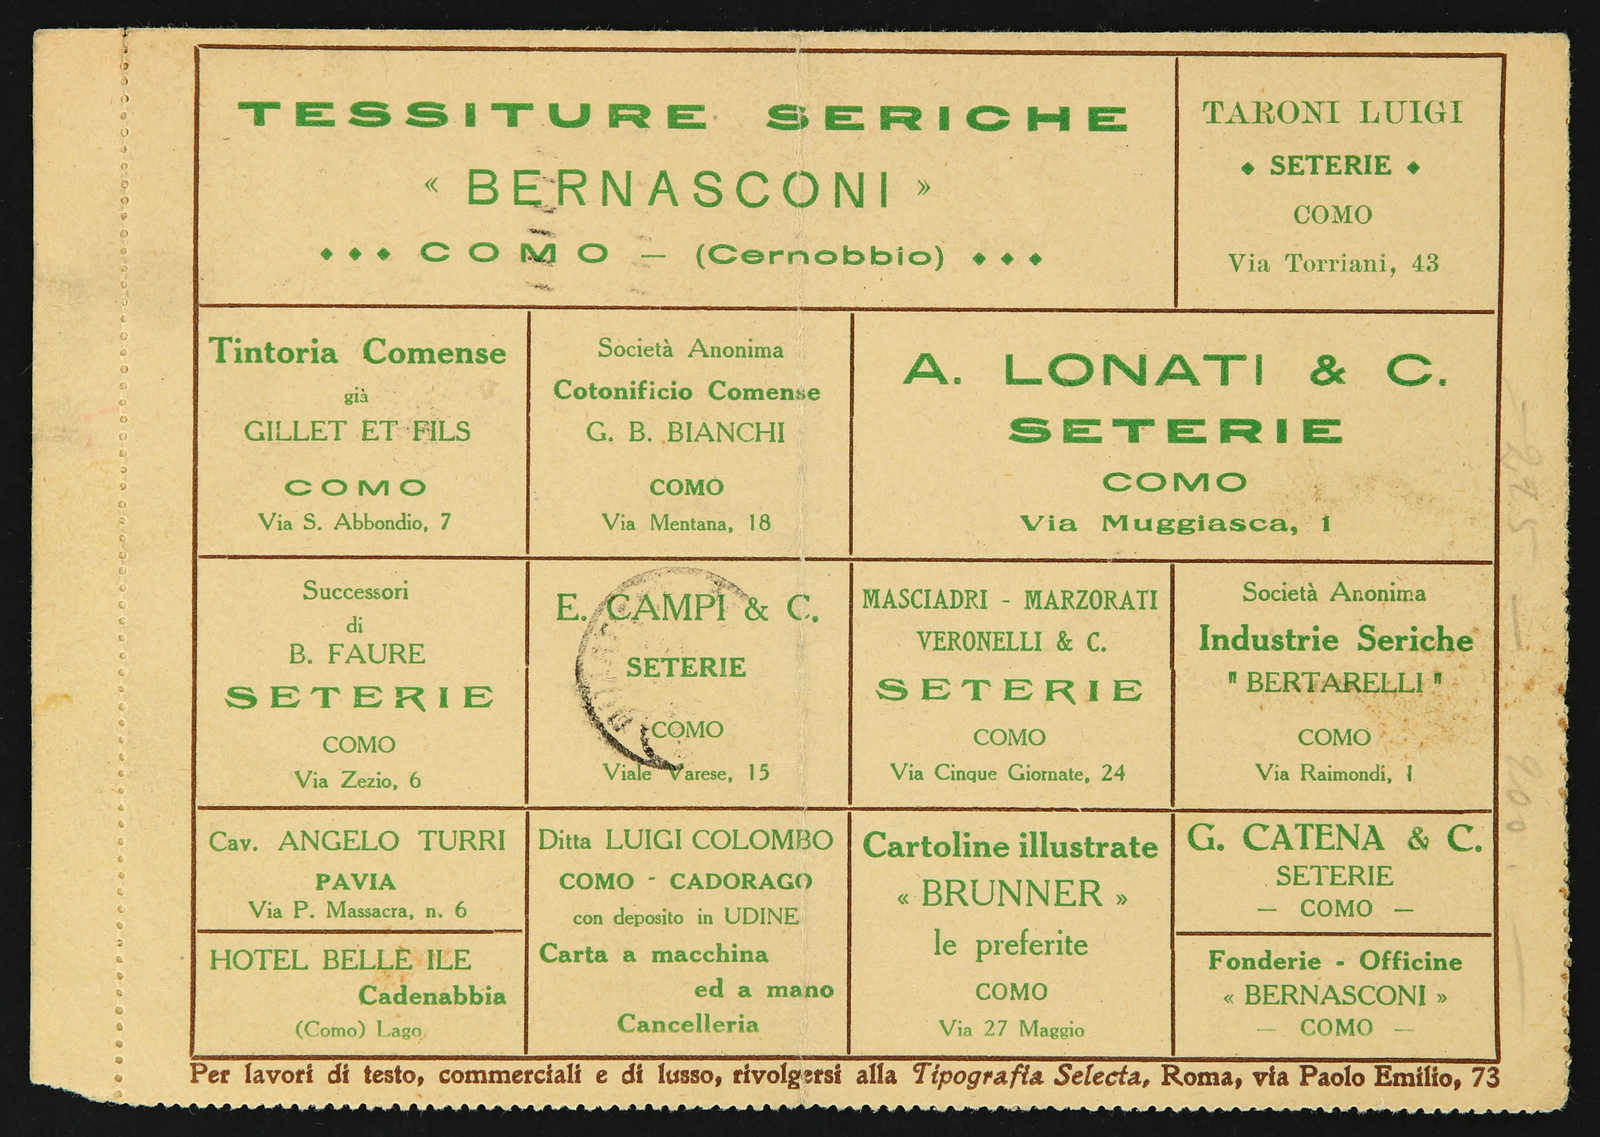 TESSITURE SERICHE
« BERNASCONI »
COMO — (Cernobbio)
TARONI LUIGI
SETERIE
COMO
Via Torriani, 43
Tintoria Comense
già
GILLET ET FILS
COMO
Via S. Abbondio, 7
Società Anonima
Cotonificio Comense
G. B. BIANCHI
COMO
Via Mentana, 18
A. LONATI & C.
SETERIE
COMO
Via Muggiasca, 1
Successori
di
B. FAURE
SETERIE
COMO
Via Zezio, 6
E. CAMPI & C.
SETERIE
COMO
Viale Varese, 15
MASCIADRI - MARZORATI
VERONELLI & C.
SETERIE
COMO
Via Cinque Giornate, 24
Società Anonima
Industrie Seriche
" BERTARELLI "
COMO
Via Raimondi, 1
Cav. ANGELO TURRI
PAVIA
Via P. Massacra, n. 6
HOTEL BELLE ILE
Cadenabbia
(Como) Lago
Ditta LUIGI COLOMBO
COMO - CADORAGO
con deposito in UDINE
Carta a macchina
ed a mano
Cancelleria
Cartoline illustrate
« BRUNNER »
le preferite
COMO
Via 27 Maggio
G. CATENA & C.
SETERIE
— COMO —
Fonderie - Officine
« BERNASCONI »
— COMO —
Per lavori di testo, commerciali e di lusso, rivolgersi alla Tipografia Selecta, Roma, via Paolo Emilio, 73